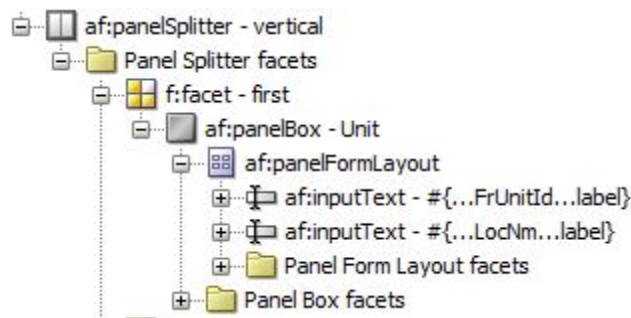 af:panelSplitter - vertical
Panel Splitter facets
f:facet - first
af:panelBox - Unit
af:panelFormLayout
af:inputText - #{...FrUnitId...label}
af:inputText - #{...LocNm...label}
Panel Form Layout facets
Panel Box facets